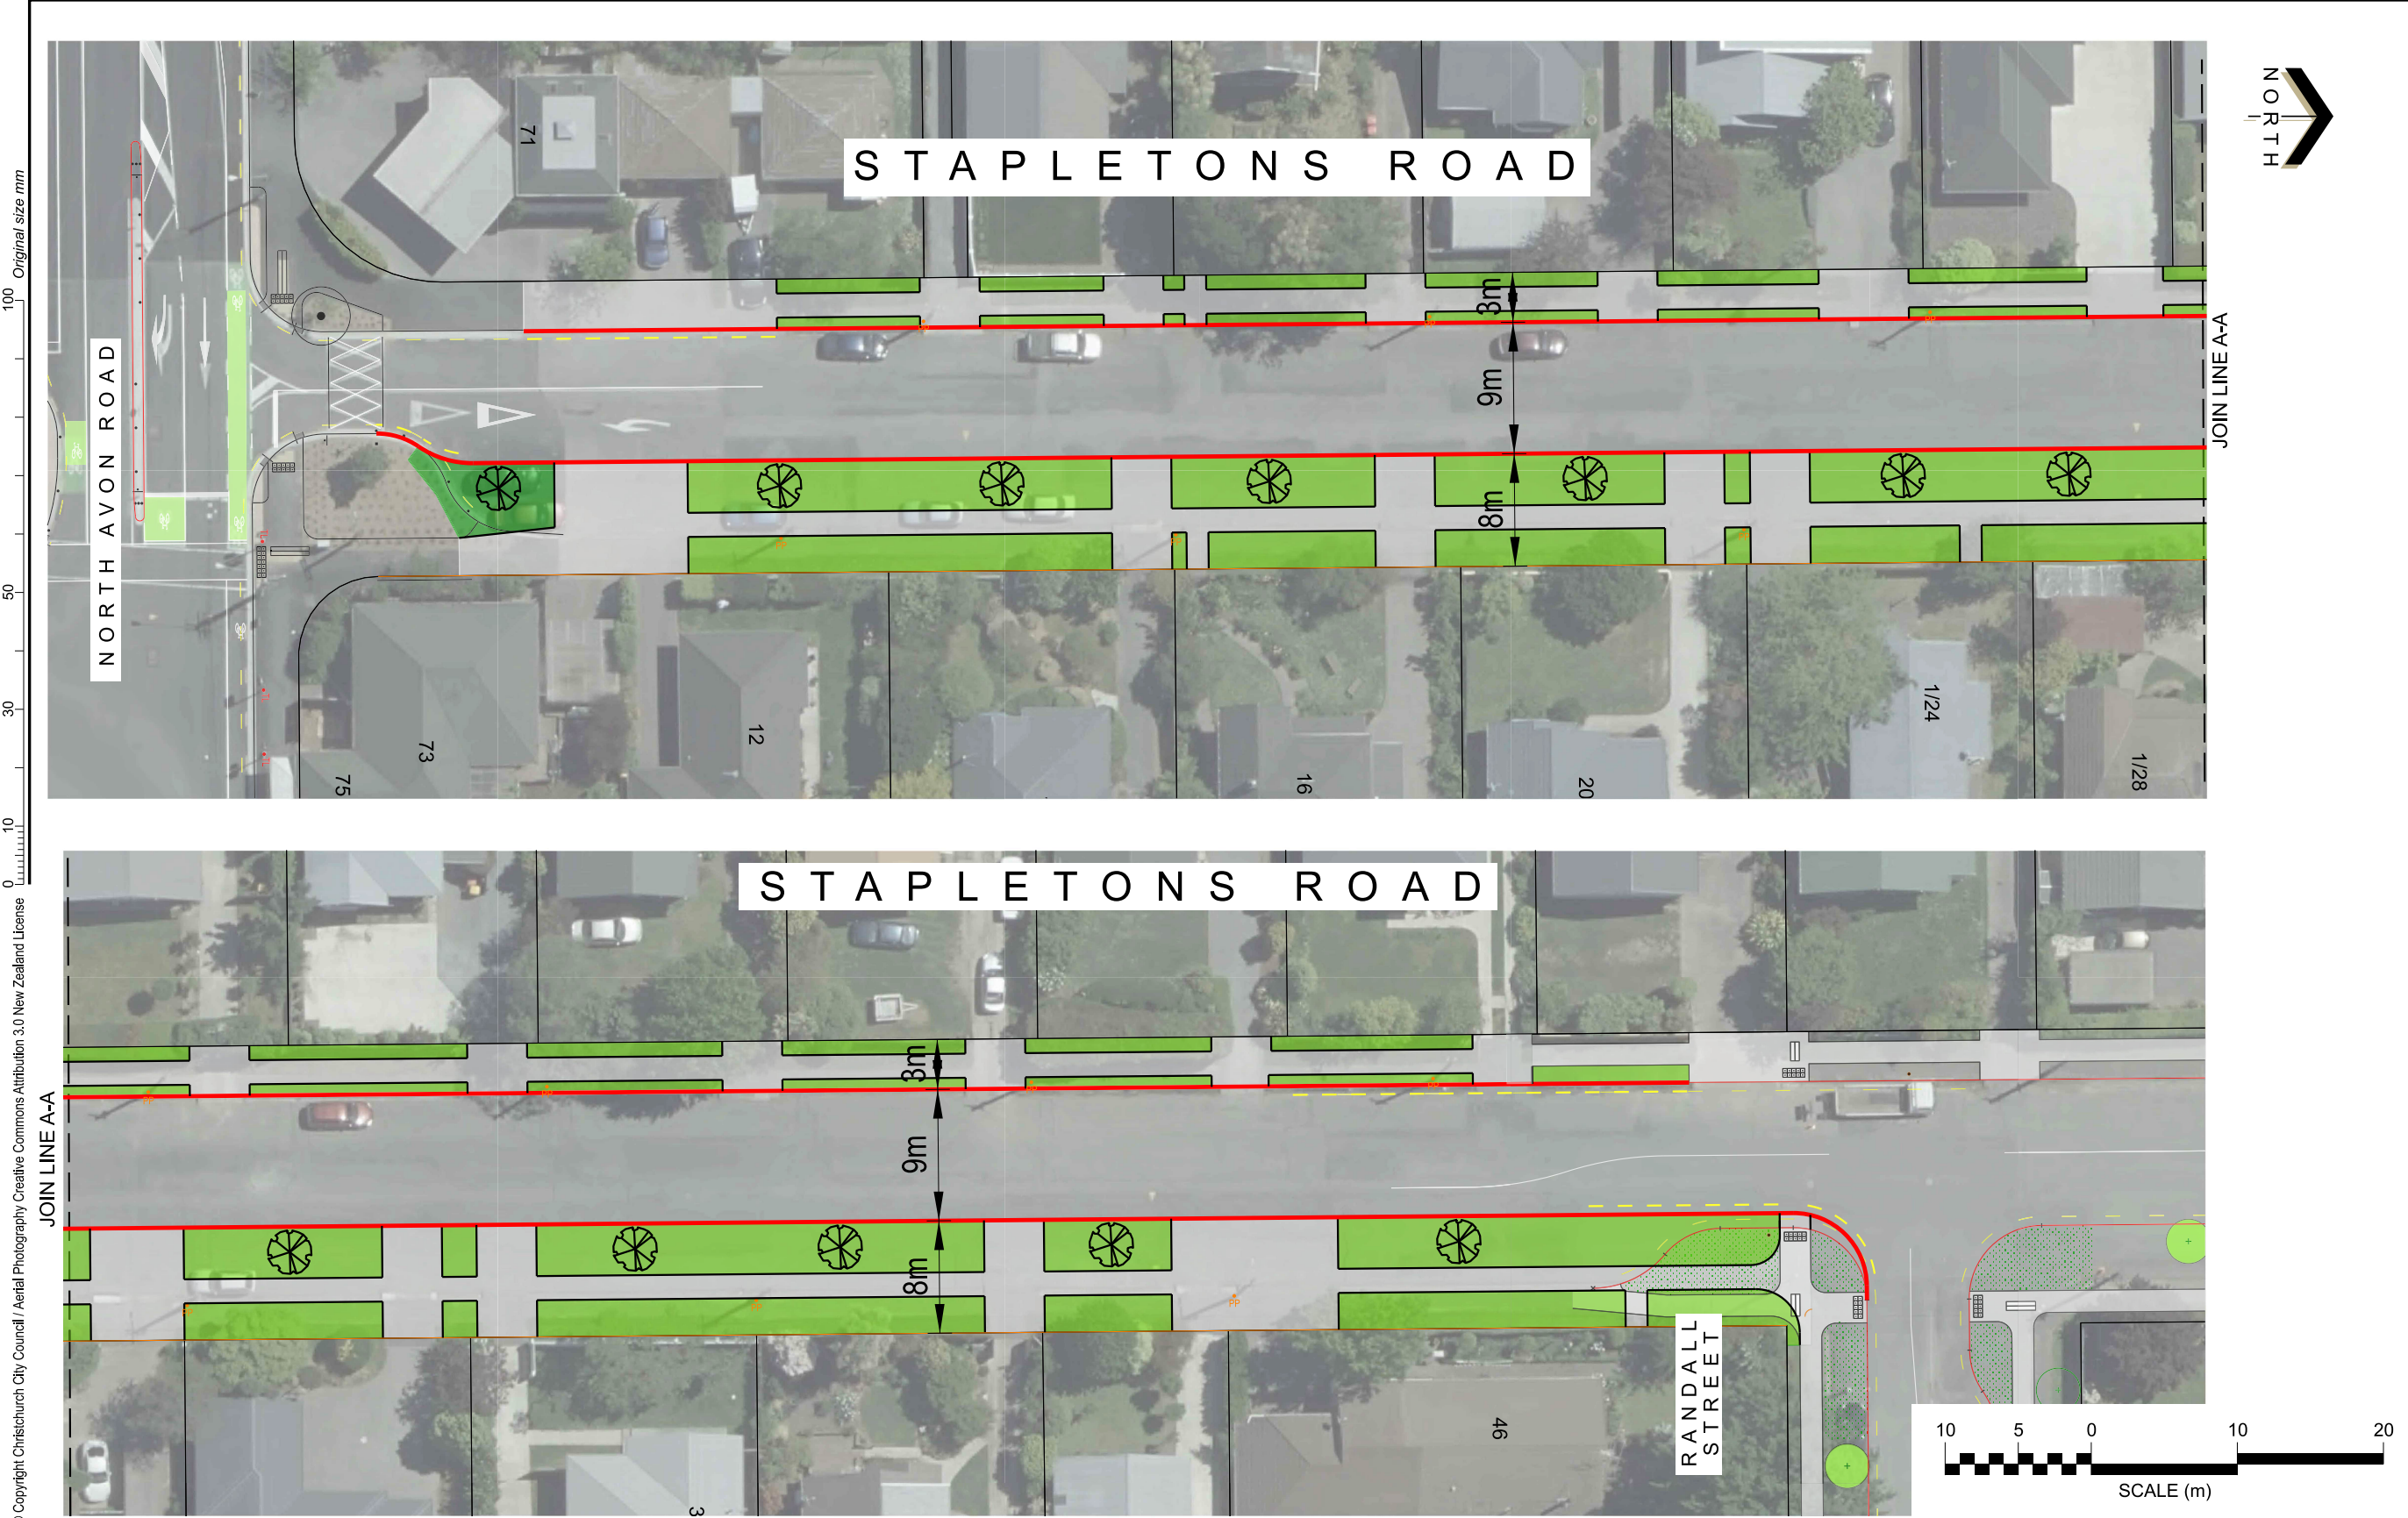 STAPLETONS ROAD
NORTH
71
3m
9m
8m
NORTH AVON ROAD
JOIN LINE A-A
73
75
12
16
20
1/24
1/28
100 Original size mm
50
30
10
0
STAPLETONS ROAD
3m
9m
8m
JOIN LINE A-A
PP
46
3
RANDALL
STREET
10 5 0 10 20
SCALE (m)
Copyright Christchurch City Council / Aerial Photography Creative Commons Attribution 3.0 New Zealand License